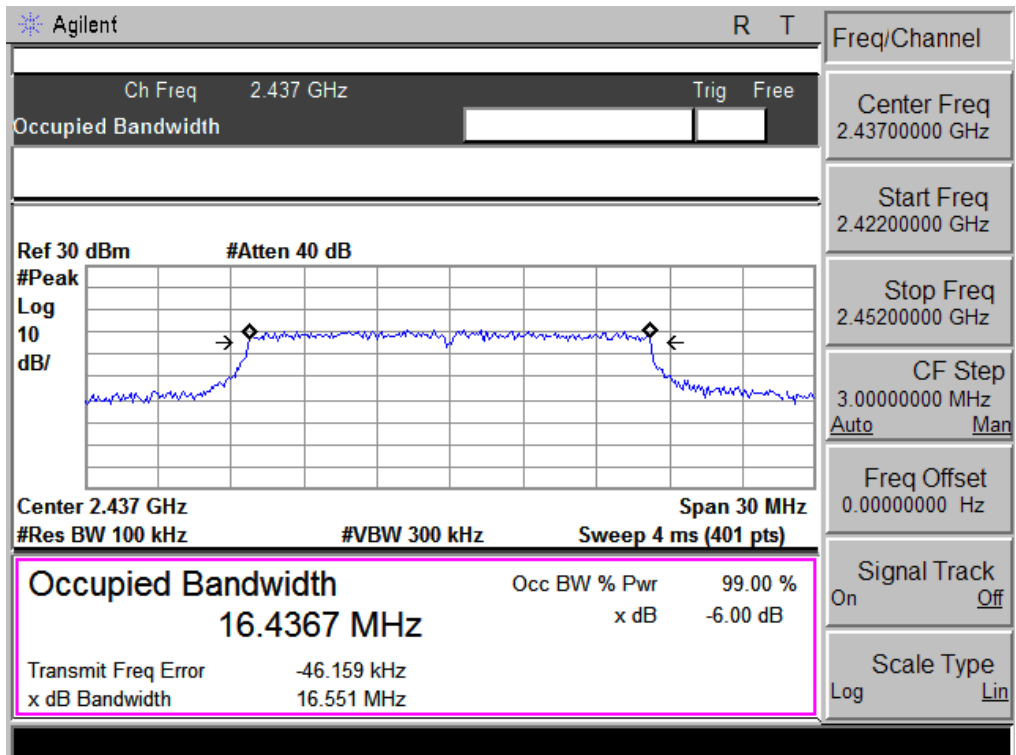 Agilent
R T
Ch Freq 2.437 GHz Trig Free
Occupied Bandwidth
Ref 30 dBm #Atten 40 dB
#Peak
Log
10
dB/
Center 2.437 GHz Span 30 MHz
#Res BW 100 kHz #VBW 300 kHz Sweep 4 ms (401 pts)
Occupied Bandwidth
16.4367 MHz
Occ BW % Pwr 99.00 %
x dB -6.00 dB
Transmit Freq Error -46.159 kHz
x dB Bandwidth 16.551 MHz
Freq/Channel
Center Freq
2.43700000 GHz
Start Freq
2.42200000 GHz
Stop Freq
2.45200000 GHz
CF Step
3.00000000 MHz
Auto Man
Freq Offset
0.00000000 Hz
Signal Track
On Off
Scale Type
Log Lin